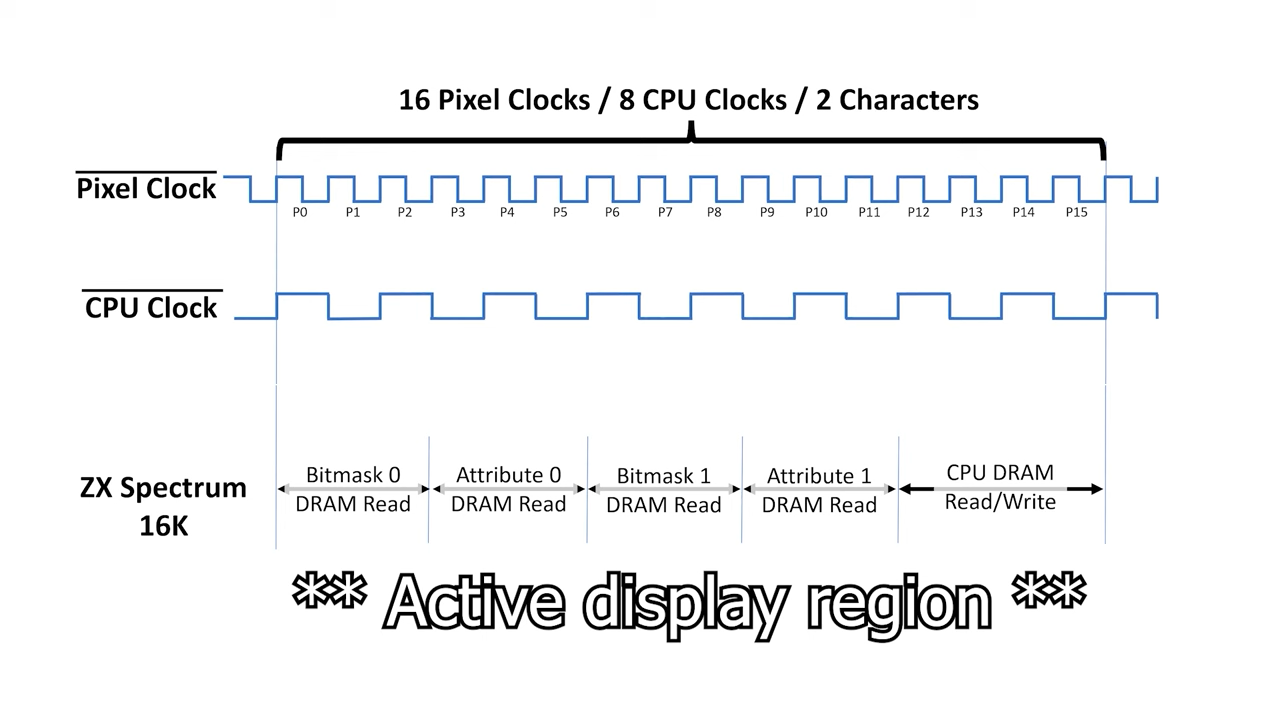 16 Pixel Clocks / 8 CPU Clocks / 2 Characters
Pixel Clock
P0 P1 P2 P3 P4 P5 P6 P7 P8 P9 P10 P11 P12 P13 P14 P15
CPU Clock
ZX Spectrum
16K
Bitmask 0
DRAM Read
Attribute 0
DRAM Read
Bitmask 1
DRAM Read
Attribute 1
DRAM Read
CPU DRAM
Read/Write
** Active display region **